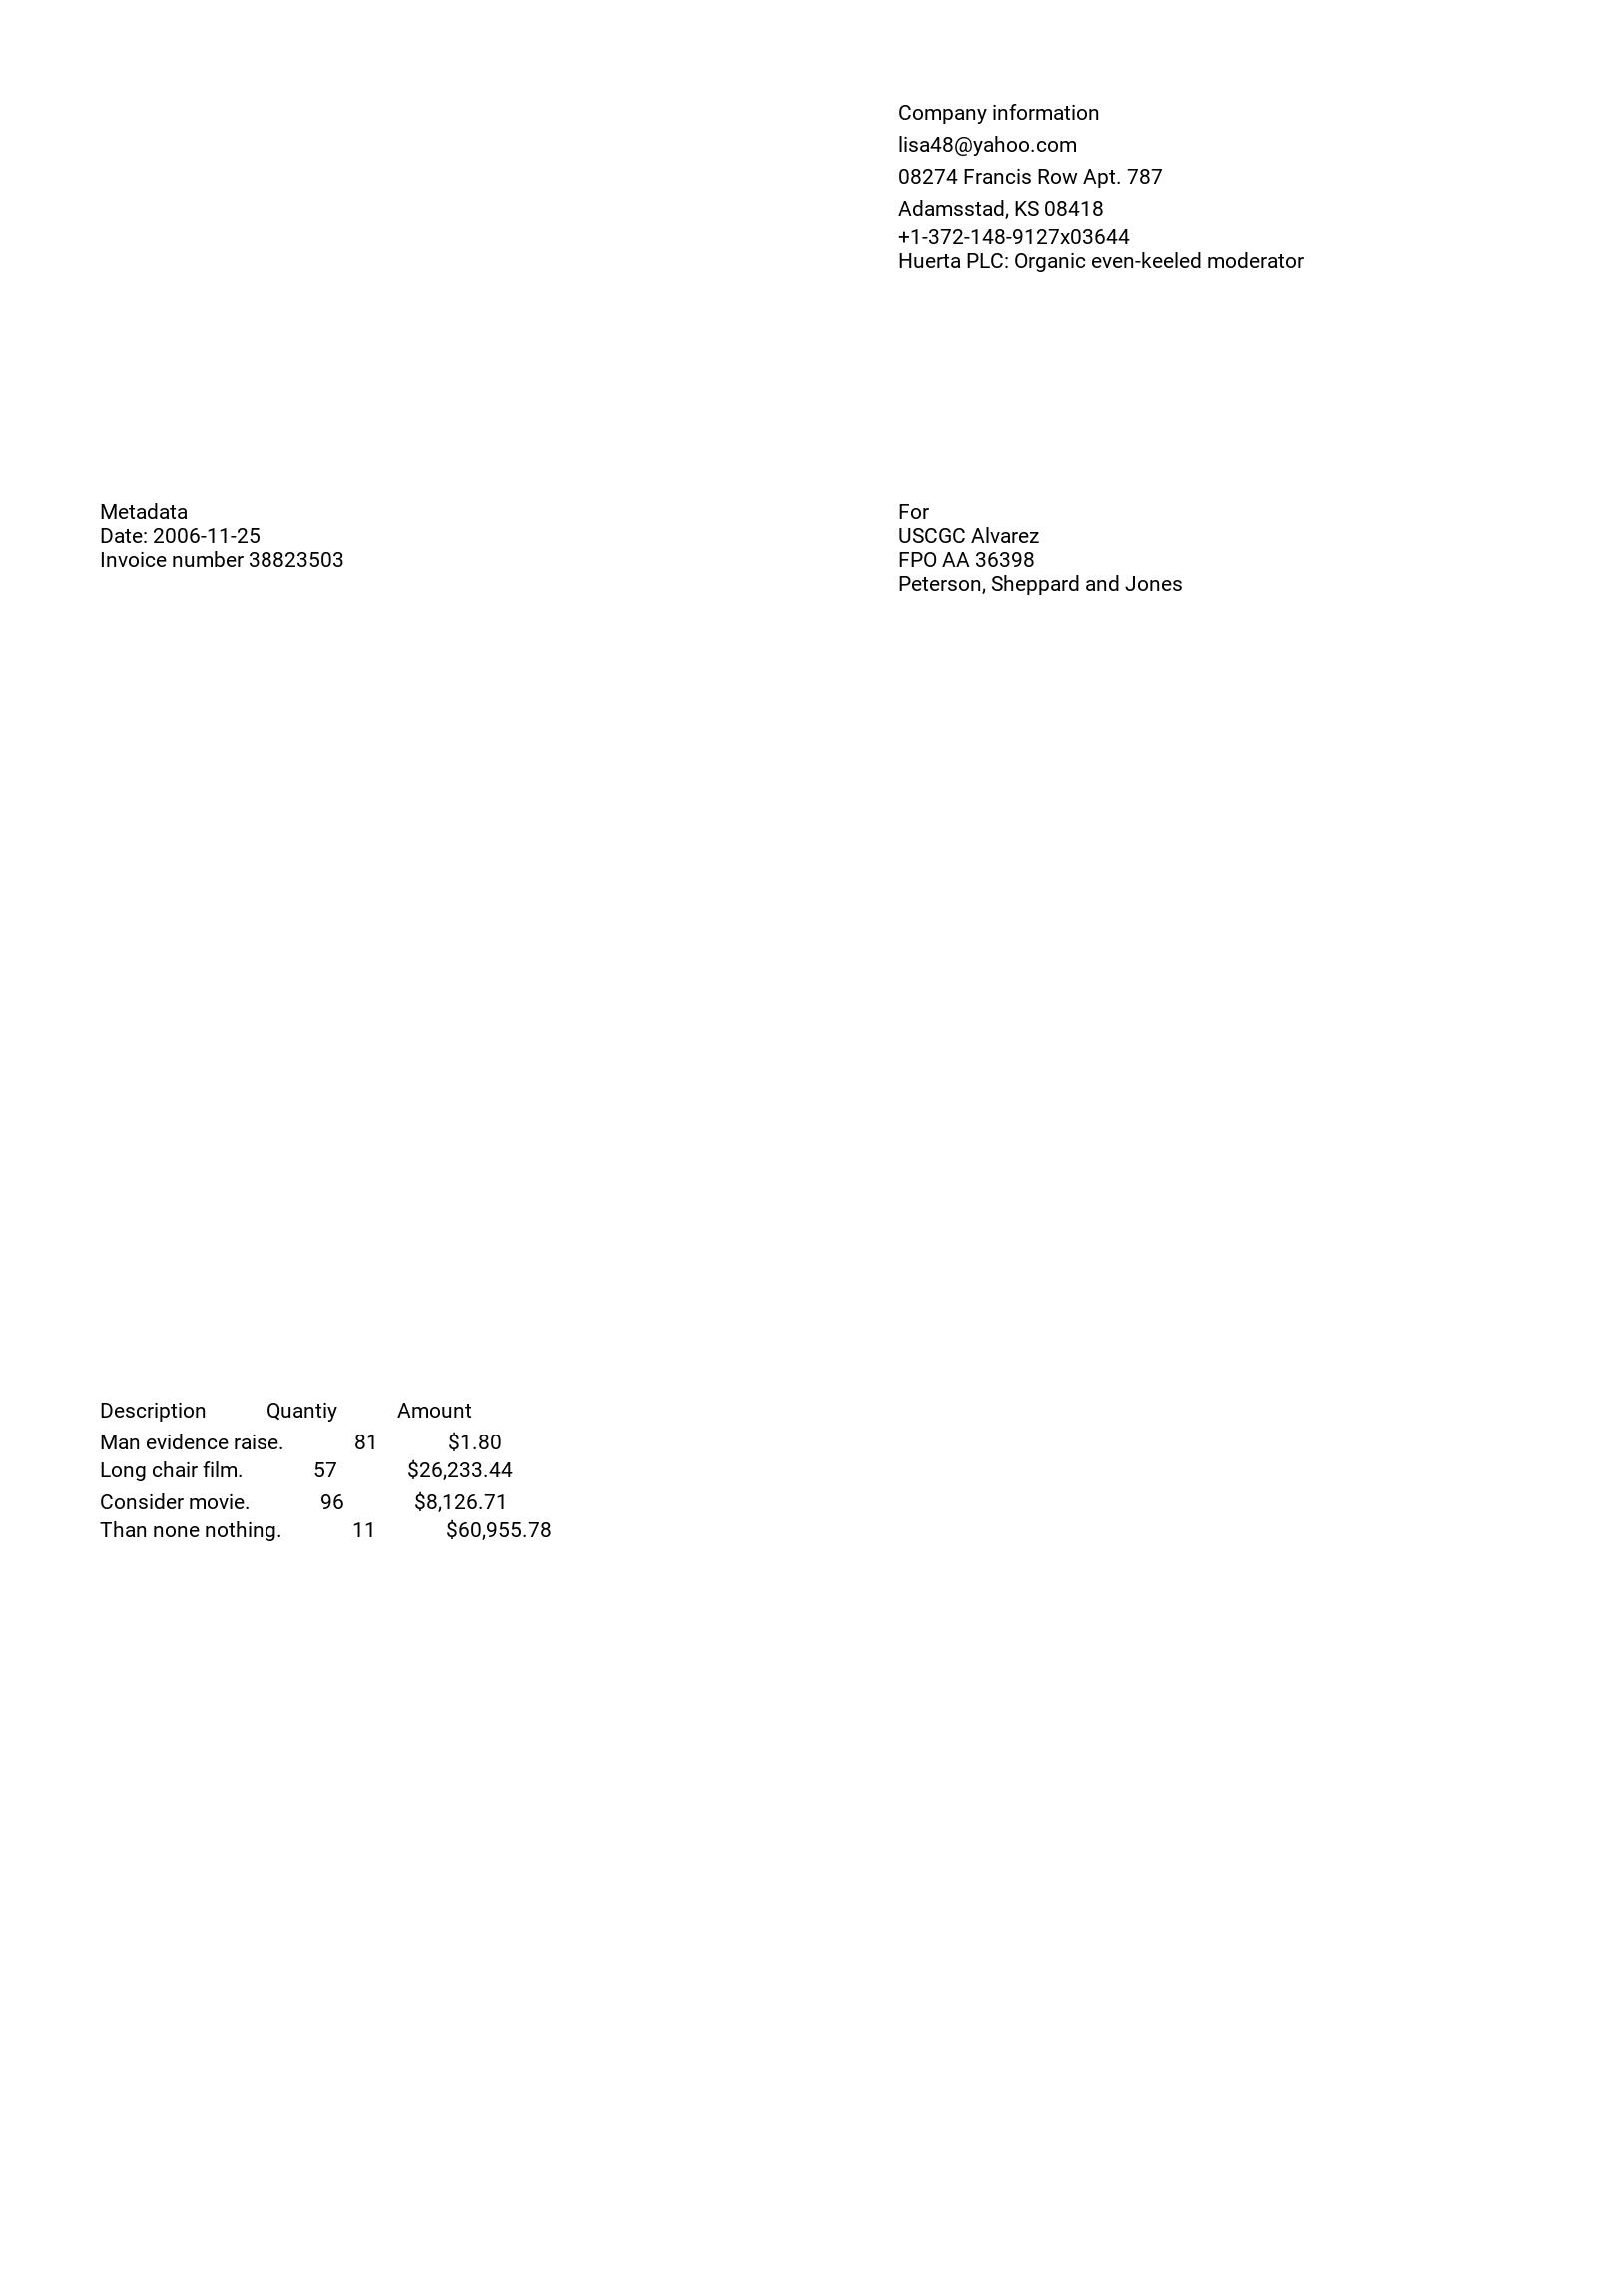 Company information
lisa48@yahoo.com
08274 Francis Row Apt. 787
Adamsstad, KS 08418
+1-372-148-9127x03644
Huerta PLC: Organic even-keeled moderator
Metadata
Date: 2006-11-25
Invoice number 38823503
For
USCGC Alvarez
FPO AA 36398
Peterson, Sheppard and Jones
Description Quantiy Amount
Man evidence raise. 81 $1.80
Long chair film. 57 $26,233.44
Consider movie. 96 $8,126.71
Than none nothing. 11 $60,955.78